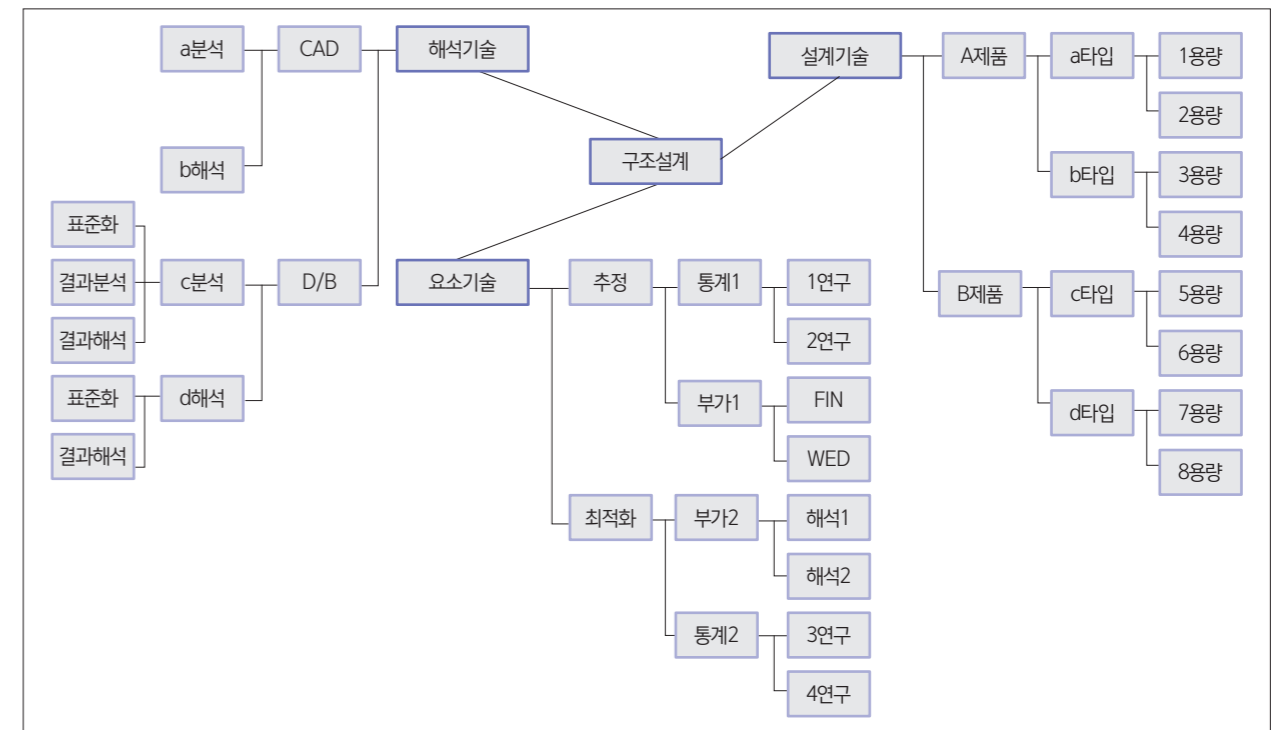 구조설계
해석기술
CAD
a분석
b해석
D/B
c분석
표준화
결과분석
결과해석
d해석
표준화
결과해석
설계기술
A제품
a타입
1용량
2용량
b타입
3용량
4용량
B제품
c타입
5용량
6용량
d타입
7용량
8용량
요소기술
추정
통계1
1연구
2연구
부가1
FIN
WED
최적화
부가2
해석1
해석2
통계2
3연구
4연구